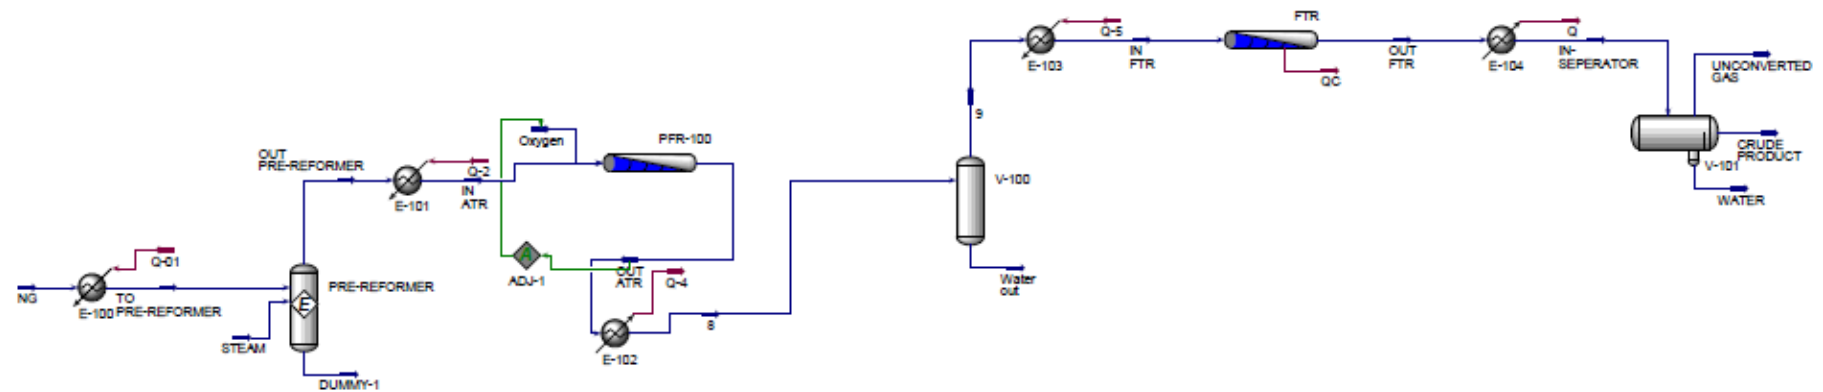 NG
E-100
Q-01
TO
PRE-REFORMER
STEAM
E
PRE-REFORMER
DUMMY-1
OUT
PRE-REFORMER
E-101
Q-2
IN
ATR
Oxygen
PFR-100
A
ADJ-1
OUT
ATR
Q-4
E-102
8
V-100
Water
out
9
E-103
Q-5
IN
FTR
FTR
QC
OUT
FTR
E-104
Q
IN-
SEPERATOR
UNCONVERTED
GAS
CRUDE
PRODUCT
V-101
WATER